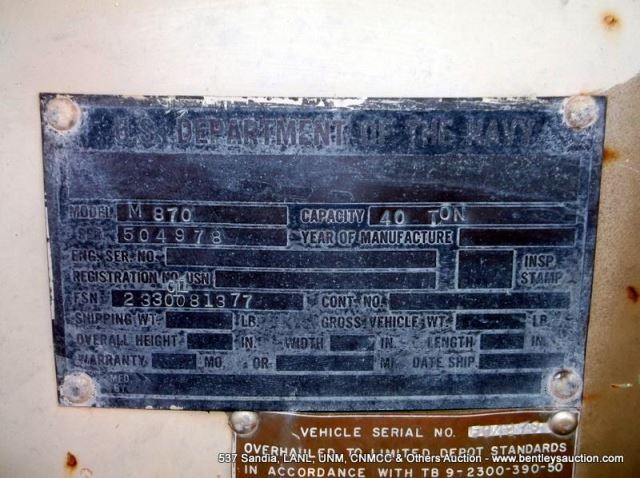 U.S. DEPARTMENT OF THE NAVY
MODEL M 870 CAPACITY 40 TON
504978 YEAR OF MANUFACTURE
ENG. SER. NO. INSP.
REGISTRATION NO. USN STAMP
FSN 2330081377 CONT. NO.
SHIPPING WT. LB. GROSS VEHICLE WT. LB.
OVERALL HEIGHT IN. WIDTH IN. LENGTH IN.
WARRANTY MO. OR MI. DATE SHIP.
VEHICLE SERIAL NO.
OVERHAULED TO LIMITED DEPOT STANDARDS
IN ACCORDANCE WITH TB 9-2300-390-50
537 Sandia, LANL, UNM, CNMCC & Others Auction - www.bentleysauction.com